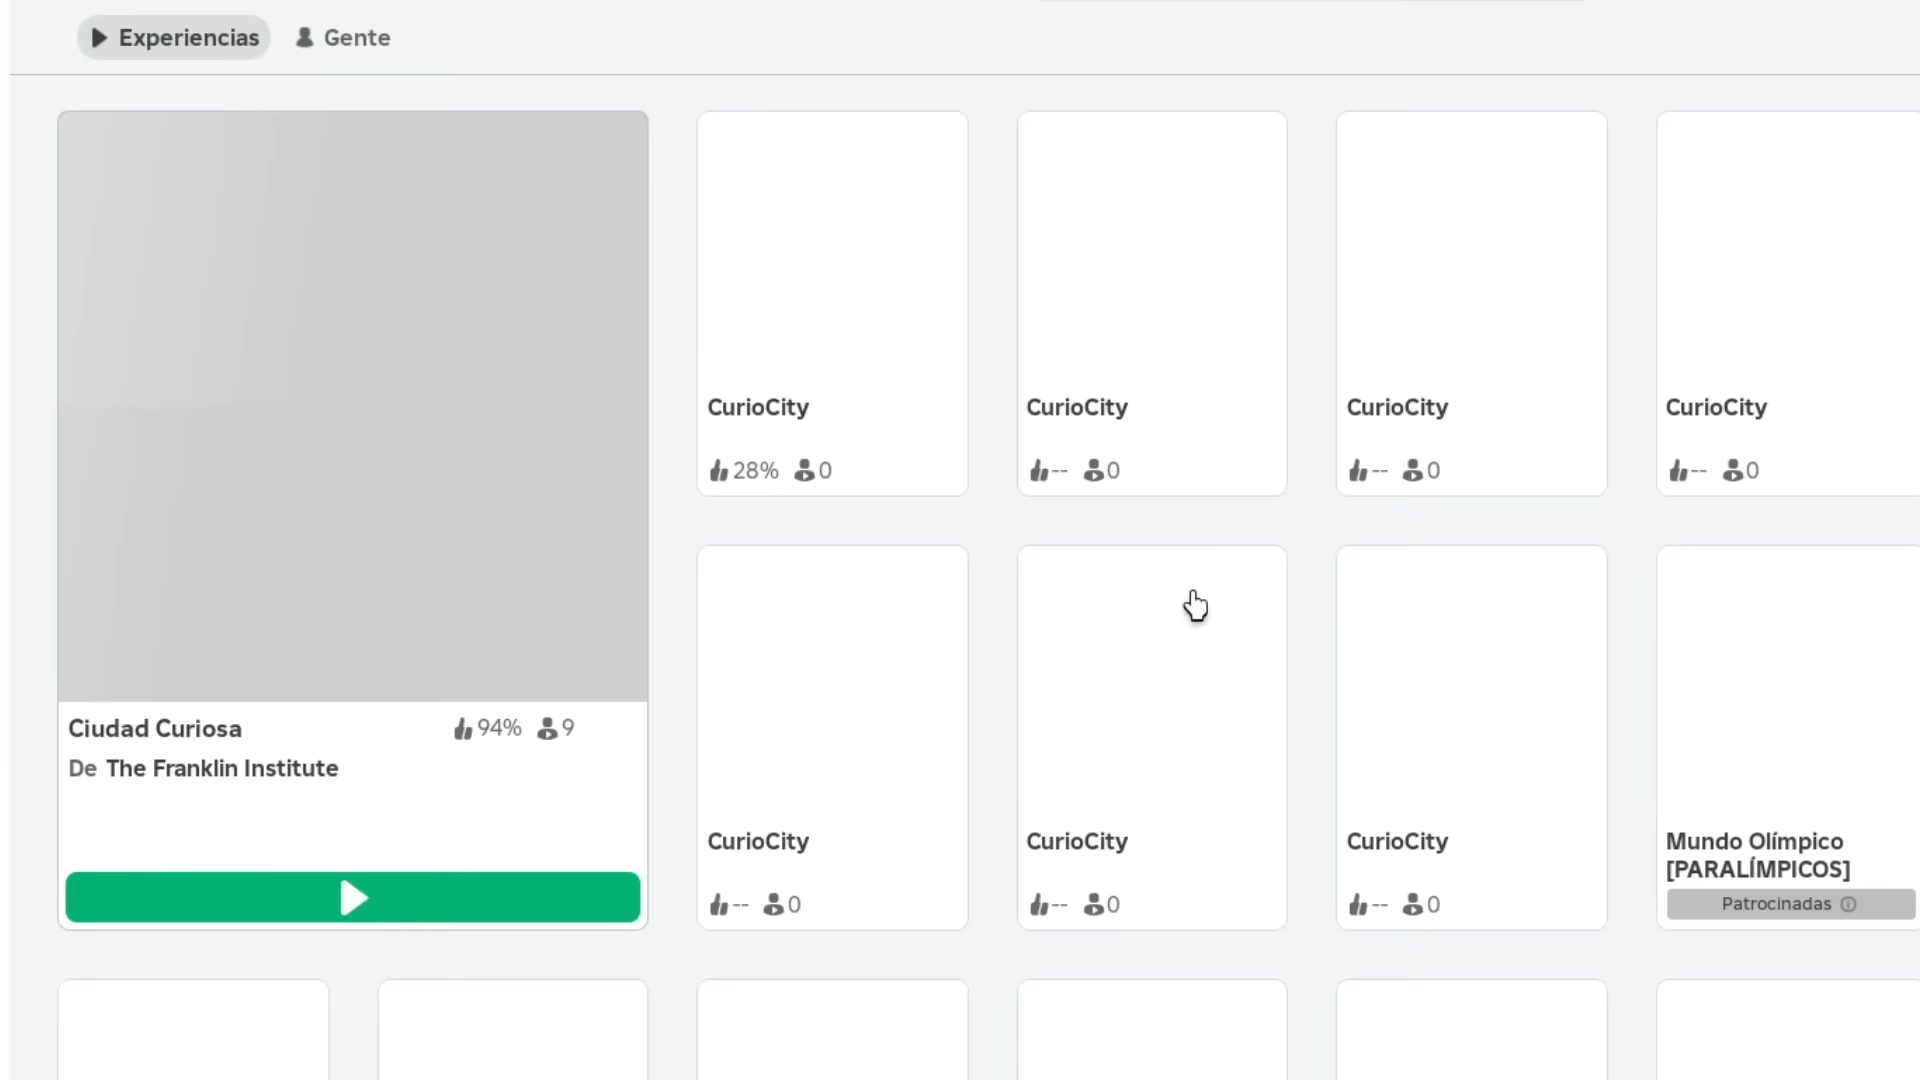 Experiencias
Gente
Ciudad Curiosa
94% 9
De The Franklin Institute
CurioCity
28% 0
CurioCity
-- 0
CurioCity
-- 0
CurioCity
-- 0
CurioCity
-- 0
CurioCity
-- 0
CurioCity
-- 0
Mundo Olímpico
[PARALÍMPICOS]
Patrocinadas